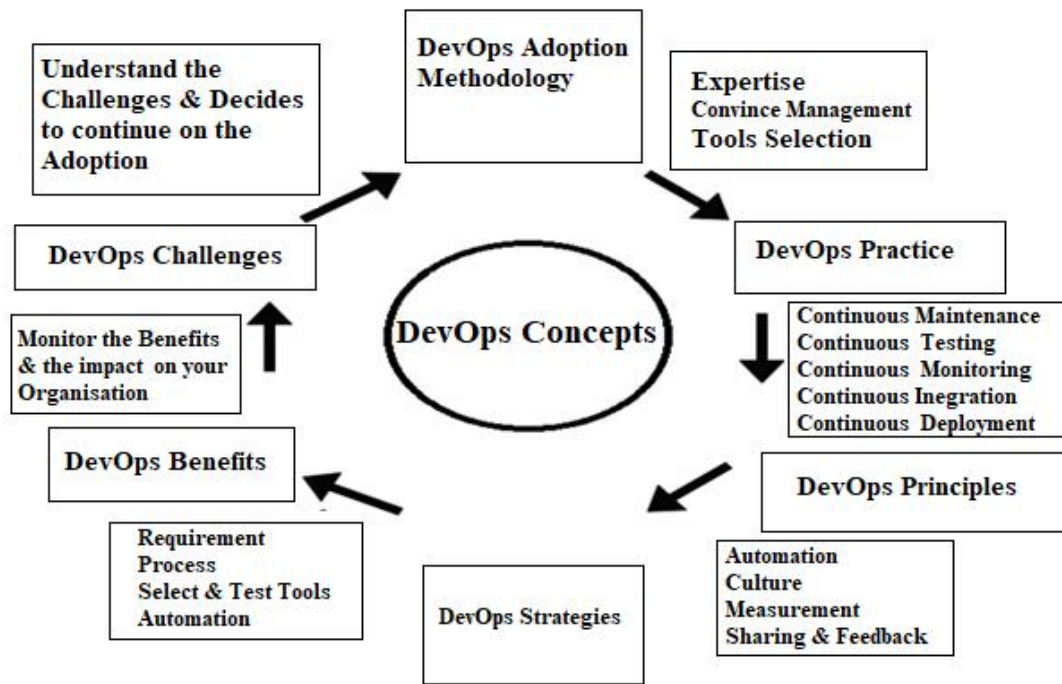 DevOps Adoption
Methodology
Expertise
Convince Management
Tools Selection
DevOps Practice
Continuous Maintenance
Continuous Testing
Continuous Monitoring
Continuous Inegration
Continuous Deployment
DevOps Principles
Automation
Culture
Measurement
Sharing & Feedback
DevOps Strategies
Requirement
Process
Select & Test Tools
Automation
DevOps Benefits
Monitor the Benefits
& the impact on your
Organisation
DevOps Challenges
Understand the
Challenges & Decides
to continue on the
Adoption
DevOps Concepts